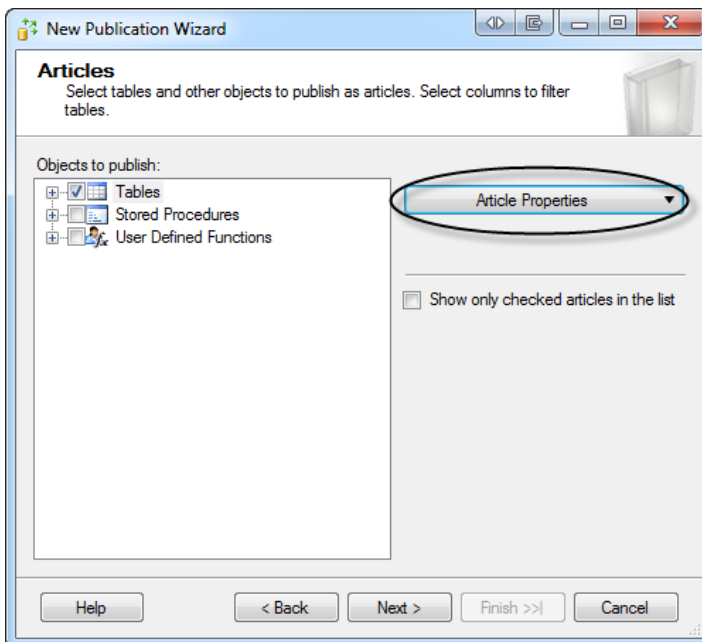 New Publication Wizard
Articles
Select tables and other objects to publish as articles. Select columns to filter
tables.
Objects to publish:
Tables
Stored Procedures
User Defined Functions
Article Properties
Show only checked articles in the list
Help
< Back
Next >
Finish >>|
Cancel